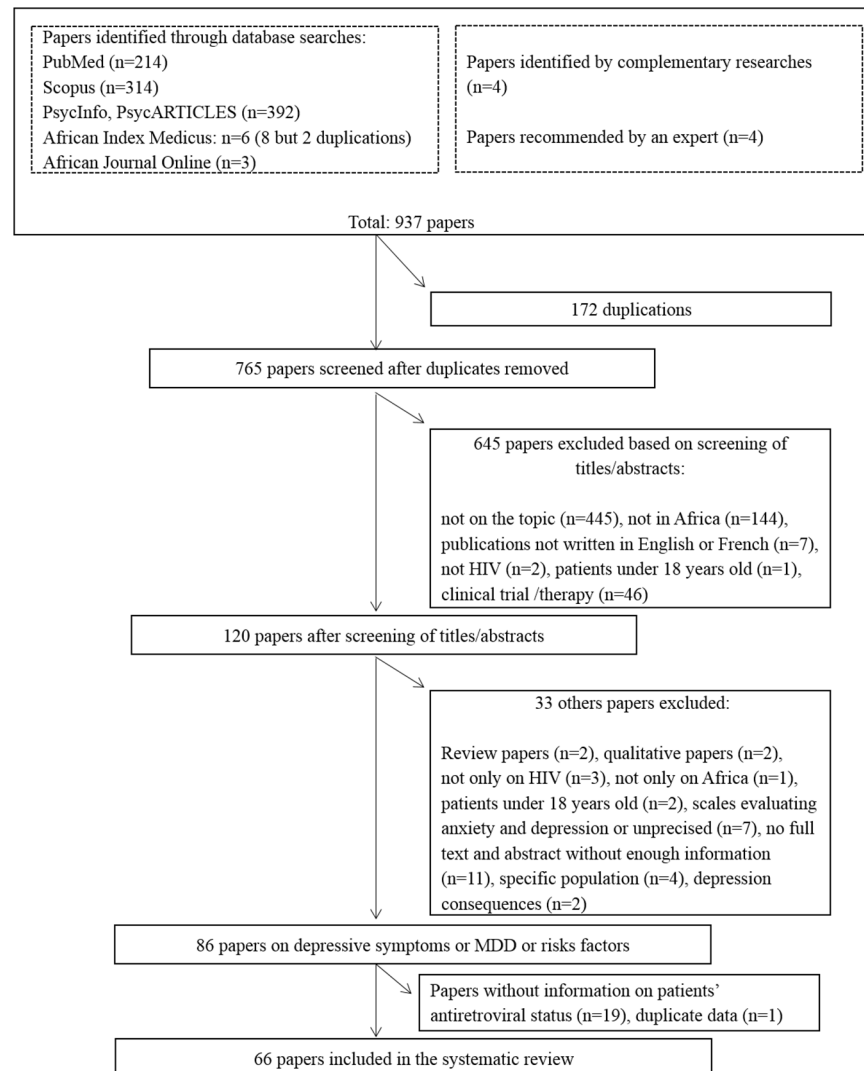 Papers identified through database searches:
PubMed (n=214)
Scopus (n=314)
PsycInfo, PsycARTICLES (n=392)
African Index Medicus: n=6 (8 but 2 duplications)
African Journal Online (n=3)
Papers identified by complementary researches
(n=4)
Papers recommended by an expert (n=4)
Total: 937 papers
172 duplications
765 papers screened after duplicates removed
645 papers excluded based on screening of
titles/abstracts:
not on the topic (n=445), not in Africa (n=144),
publications not written in English or French (n=7),
not HIV (n=2), patients under 18 years old (n=1),
clinical trial /therapy (n=46)
120 papers after screening of titles/abstracts
33 others papers excluded:
Review papers (n=2), qualitative papers (n=2),
not only on HIV (n=3), not only on Africa (n=1),
patients under 18 years old (n=2), scales evaluating
anxiety and depression or unprecised (n=7), no full
text and abstract without enough information
(n=11), specific population (n=4), depression
consequences (n=2)
86 papers on depressive symptoms or MDD or risks factors
Papers without information on patients’
antiretroviral status (n=19), duplicate data (n=1)
66 papers included in the systematic review